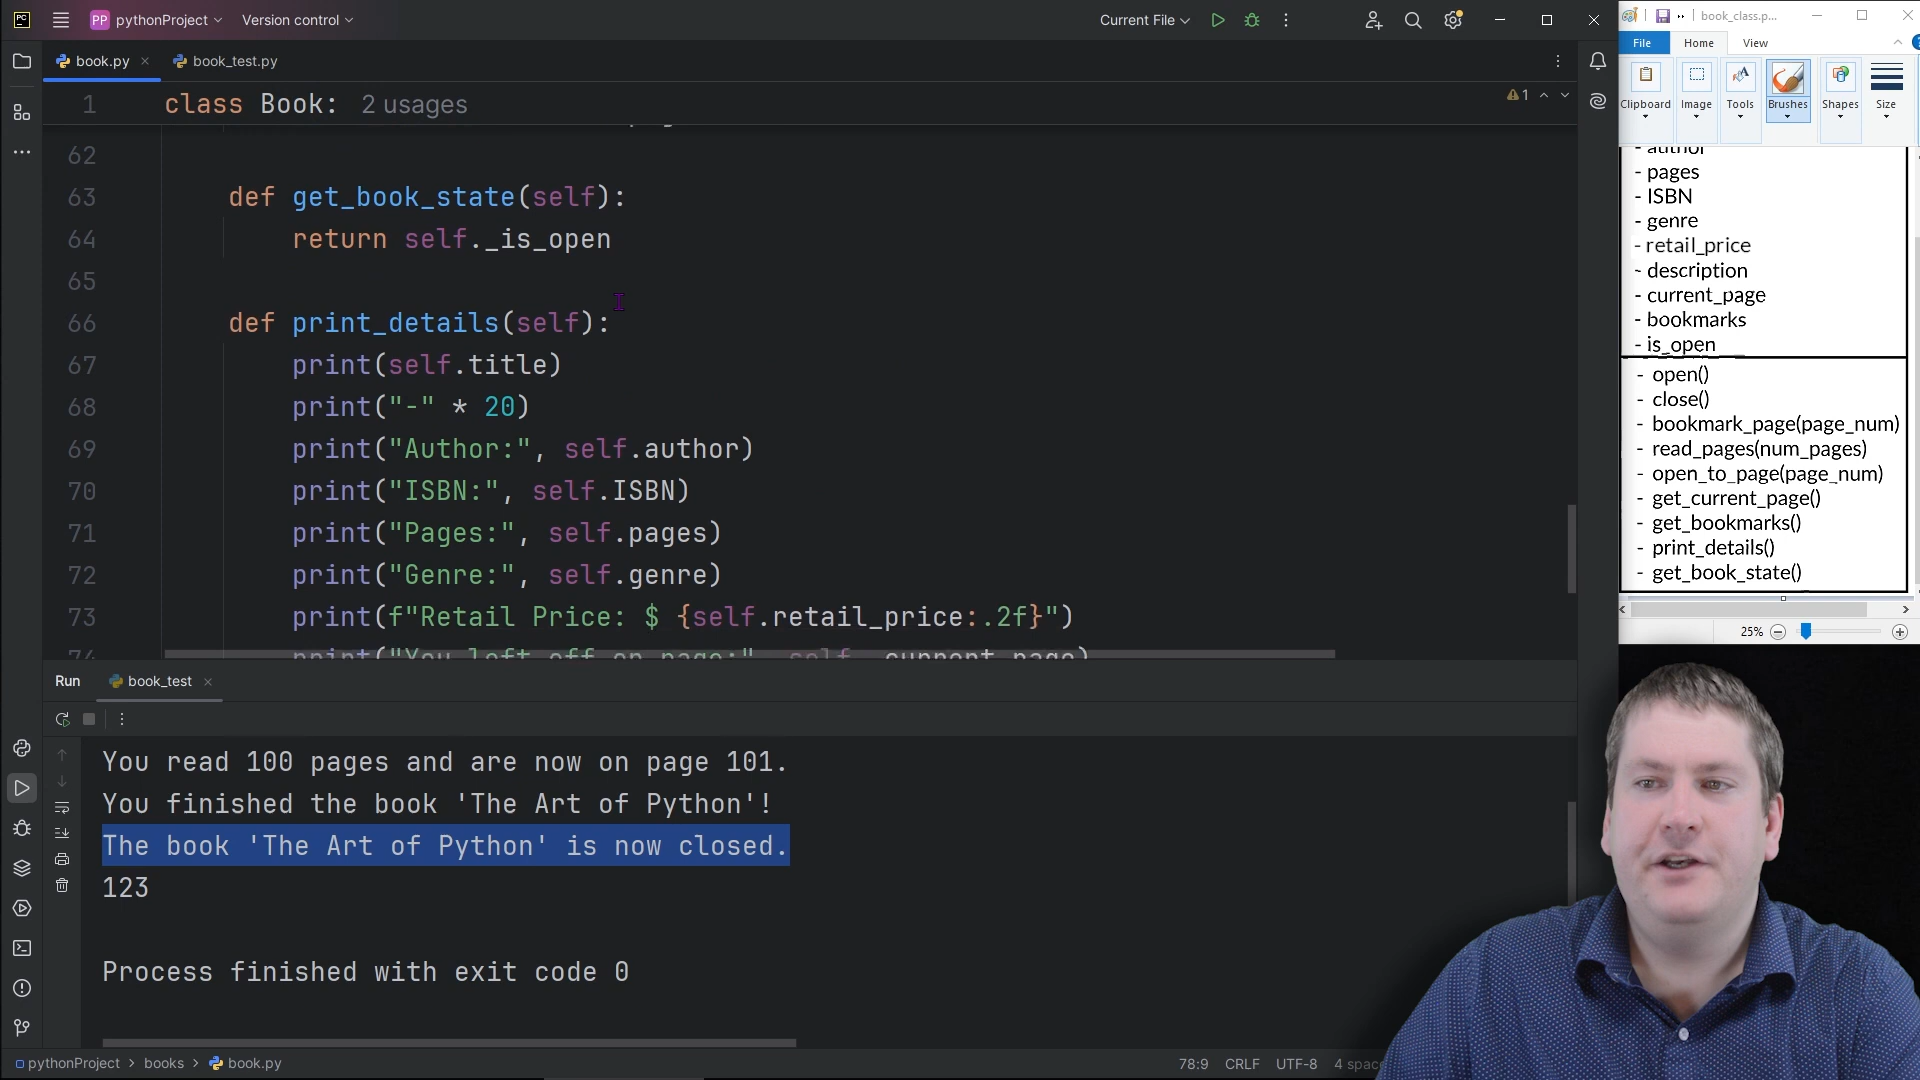 PC PP pythonProject Version control Current File
book.py book_test.py
1 class Book: 2 usages 1
62
63 def get_book_state(self):
64 return self._is_open
65
66 def print_details(self):
67 print(self.title)
68 print("-" * 20)
69 print("Author:", self.author)
70 print("ISBN:", self.ISBN)
71 print("Pages:", self.pages)
72 print("Genre:", self.genre)
73 print(f"Retail Price: $ {self.retail_price:.2f}")
74 print("You left off on page:", self._current_page)
Run book_test
You read 100 pages and are now on page 101.
You finished the book 'The Art of Python'!
The book 'The Art of Python' is now closed.
123
Process finished with exit code 0
pythonProject > books > book.py 78:9 CRLF UTF-8 4 spac
book_class.p...
File Home View
Clipboard Image Tools Brushes Shapes Size
- author
- pages
- ISBN
- genre
- retail_price
- description
- current_page
- bookmarks
- is_open
- open()
- close()
- bookmark_page(page_num)
- read_pages(num_pages)
- open_to_page(page_num)
- get_current_page()
- get_bookmarks()
- print_details()
- get_book_state()
25%